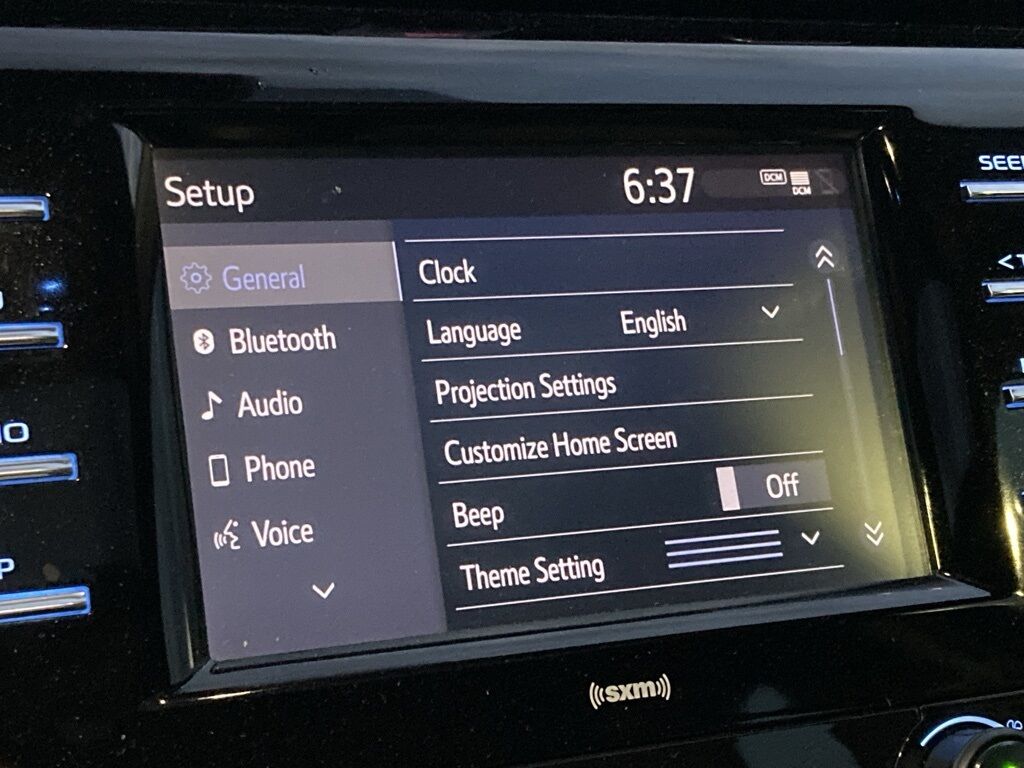 Setup
6:37
DCM
DCM
General
Bluetooth
Audio
Phone
Voice
Clock
Language English
Projection Settings
Customize Home Screen
Beep Off
Theme Setting
sxm